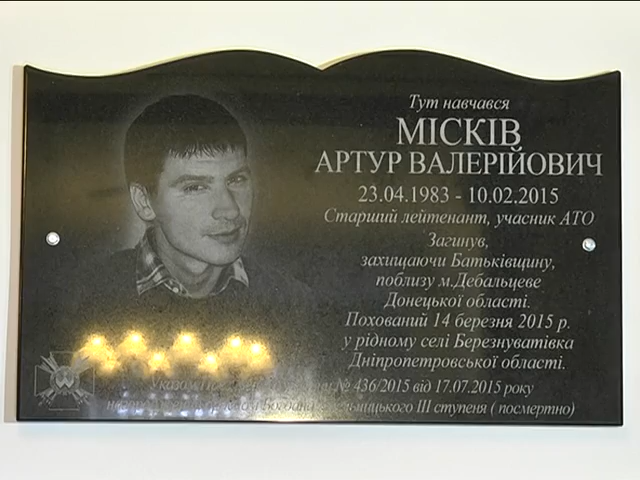 Тут навчався
МІСКІВ
АРТУР ВАЛЕРІЙОВИЧ
23.04.1983 - 10.02.2015
Старший лейтенант, учасник АТО
Загинув,
захищаючи Батьківщину,
поблизу м.Дебальцеве
Донецької області.
Похований 14 березня 2015 р.
у рідному селі Березнуватівка
Дніпропетровської області.
Указом № 436/2015 від 17.07.2015 року
Богдана III ступеня ( посмертно)